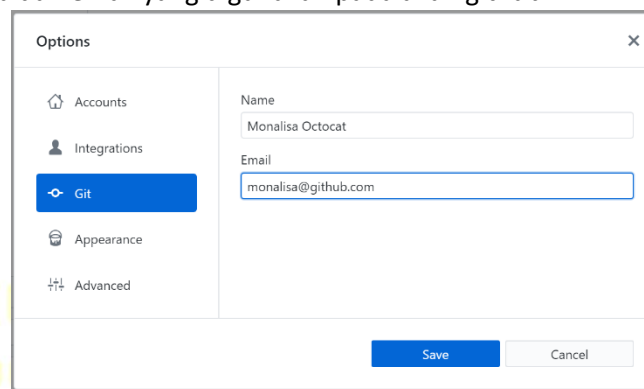 Options
Accounts
Integrations
Git
Appearance
Advanced
Name
Monalisa Octocat
Email
monalisa@github.com
Save
Cancel